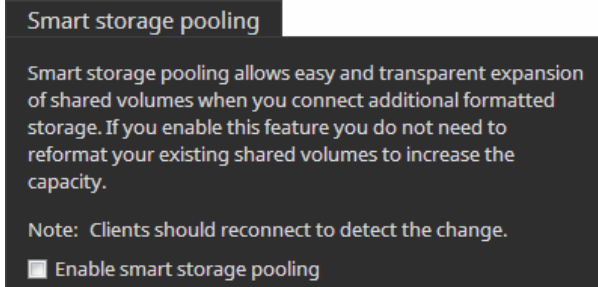 Smart storage pooling
Smart storage pooling allows easy and transparent expansion
of shared volumes when you connect additional formatted
storage. If you enable this feature you do not need to
reformat your existing shared volumes to increase the
capacity.
Note: Clients should reconnect to detect the change.
Enable smart storage pooling